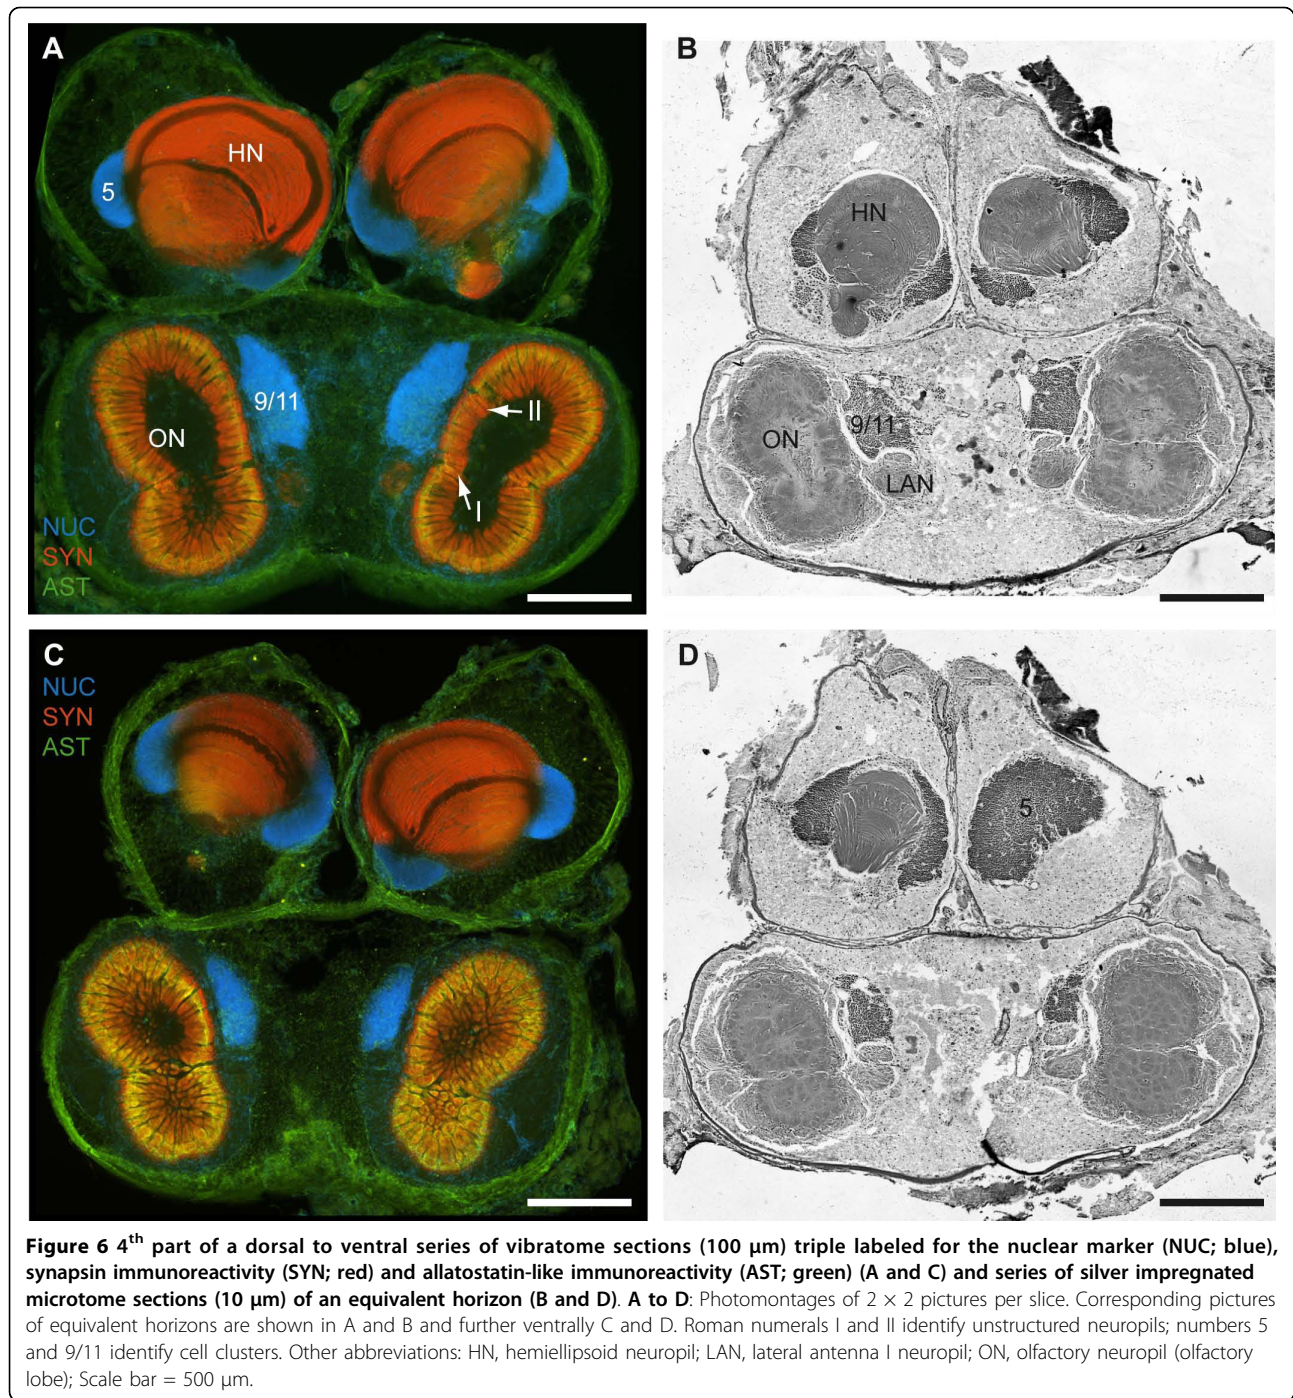 A
HN
5
9/11
ON
II
I
NUC
SYN
AST
B
HN
9/11
ON
LAN
C
NUC
SYN
AST
D
5
Figure 6 4th part of a dorsal to ventral series of vibratome sections (100 μm) triple labeled for the nuclear marker (NUC; blue),
synapsin immunoreactivity (SYN; red) and allatostatin-like immunoreactivity (AST; green) (A and C) and series of silver impregnated
microtome sections (10 μm) of an equivalent horizon (B and D). A to D: Photomontages of 2 × 2 pictures per slice. Corresponding pictures
of equivalent horizons are shown in A and B and further ventrally C and D. Roman numerals I and II identify unstructured neuropils; numbers 5
and 9/11 identify cell clusters. Other abbreviations: HN, hemiellipsoid neuropil; LAN, lateral antenna I neuropil; ON, olfactory neuropil (olfactory
lobe); Scale bar = 500 μm.